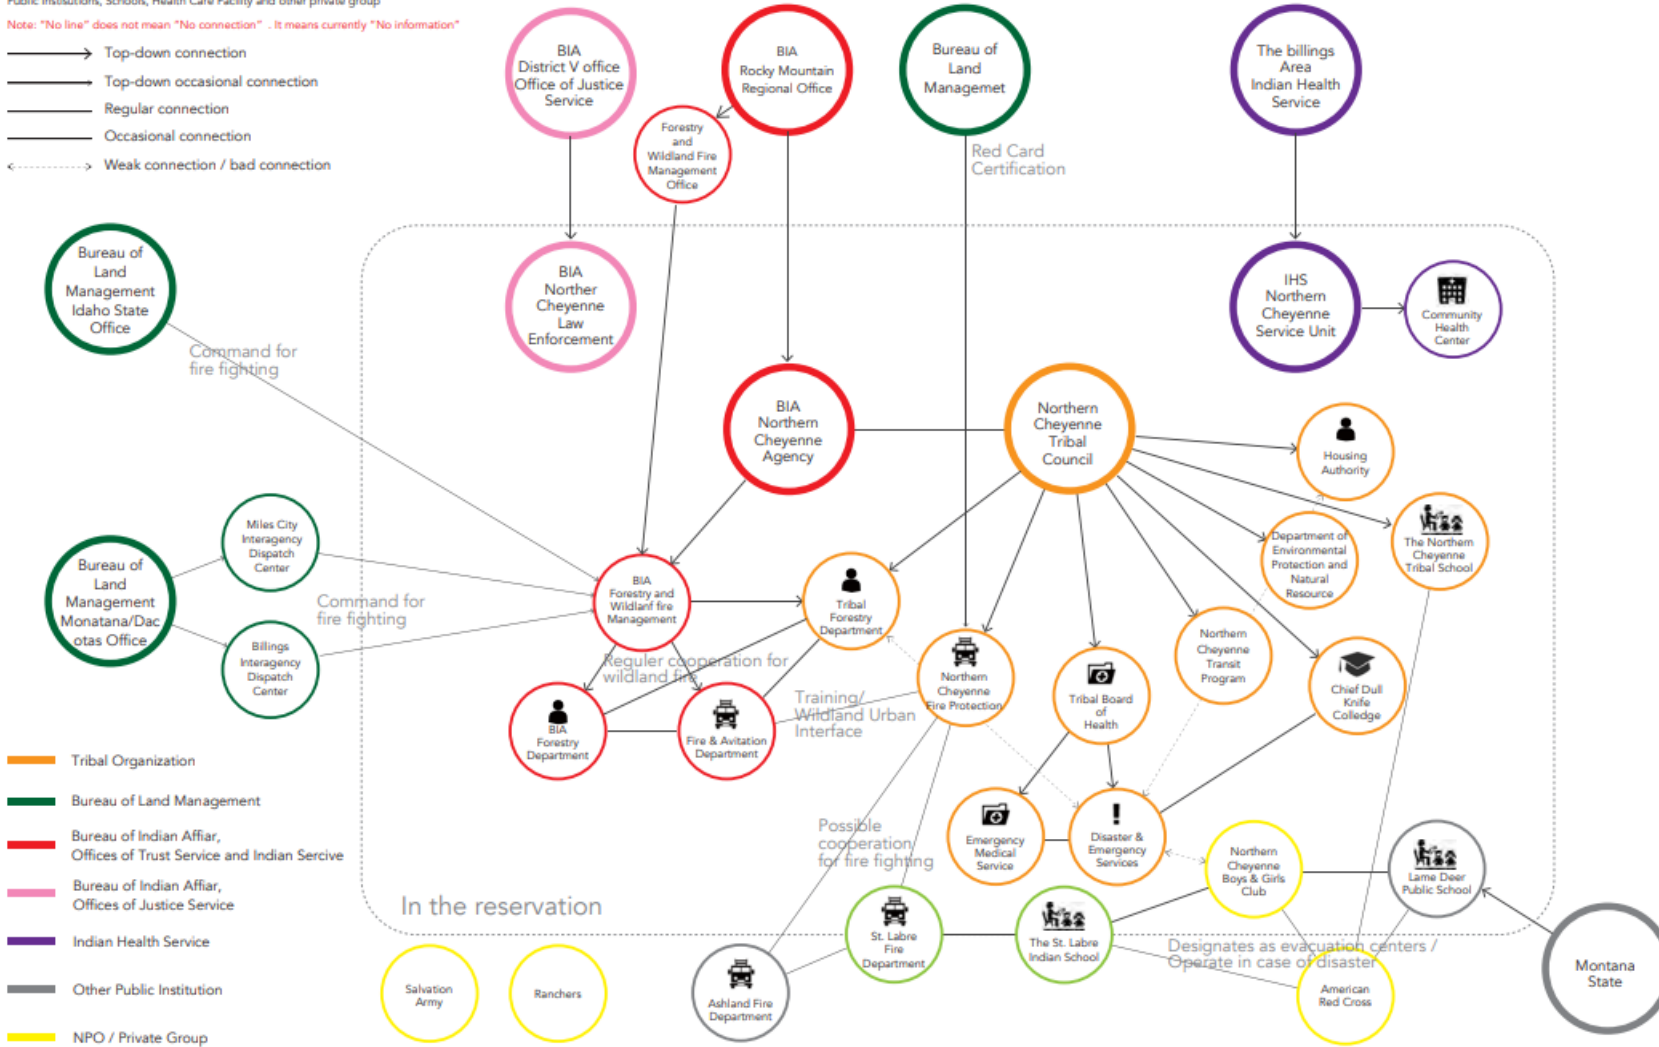 Public Institutions, Schools, Health Care Facility and other private group
Note: "No line" does not mean "No connection" . It means currently "No information"
Top-down connection
Top-down occasional connection
Regular connection
Occasional connection
Weak connection / bad connection
BIA
District V office
Office of Justice
Service
BIA
Rocky Mountain
Regional Office
Bureau of
Land
Managemet
The billings
Area
Indian Health
Service
Forestry
and
Wildland Fire
Management
Office
Red Card
Certification
Bureau of
Land
Management
Idaho State
Office
BIA
Norther
Cheyenne
Law
Enforcement
IHS
Northern
Cheyenne
Service Unit
Community
Health
Center
Command for
fire fighting
BIA
Northern
Cheyenne
Agency
Northern
Cheyenne
Tribal
Council
Housing
Authority
Miles City
Interagency
Dispatch
Center
Department of
Environmental
Protection and
Natural
Resource
The Northern
Cheyenne
Tribal School
Bureau of
Land
Management
Monatana/Dac
otas Office
Command for
fire fighting
BIA
Forestry and
Wildlanf fire
Management
Tribal
Forestry
Department
Billings
Interagency
Dispatch
Center
Northern
Cheyenne
Transit
Program
Reguler cooperation for
wildland fire
Northern
Cheyenne
Fire Protection
Tribal Board
of
Health
Chief Dull
Knife
Colledge
Training/
Wildland Urban
Interface
BIA
Forestry
Department
Fire & Avitation
Department
Tribal Organization
Bureau of Land Management
Bureau of Indian Affiar,
Offices of Trust Service and Indian Sercive
Bureau of Indian Affiar,
Offices of Justice Service
Indian Health Service
Other Public Institution
NPO / Private Group
Possible
cooperation
for fire fighting
Emergency
Medical
Service
Disaster &
Emergency
Services
Northern
Cheyenne
Boys & Girls
Club
Lame Deer
Public School
In the reservation
St. Labre
Fire
Department
The St. Labre
Indian School
Designates as evacuation centers /
Operate in case of disaster
Salvation
Army
Ranchers
Ashland Fire
Department
American
Red Cross
Montana
State